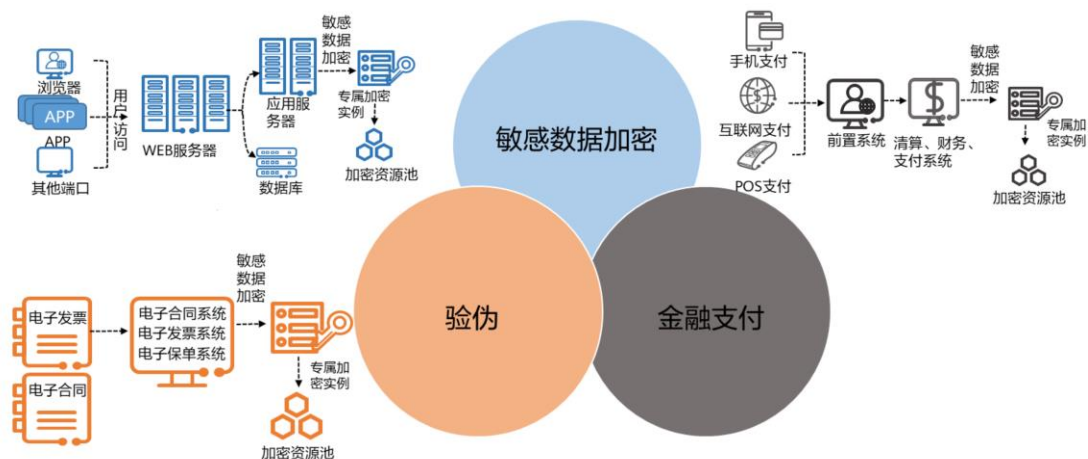 浏览器
APP
APP
其他端口
用户访问
WEB服务器
应用服
务器
数据库
敏感
数据
加密
专属加密
实例
加密资源池
敏感数据加密
手机支付
互联网支付
POS支付
前置系统
清算、财务、
支付系统
敏感
数据
加密
专属加
密实例
加密资源池
电子发票
电子合同
电子合同系统
电子发票系统
电子保单系统
敏感
数据
加密
专属加
密实例
加密资源池
验伪
金融支付